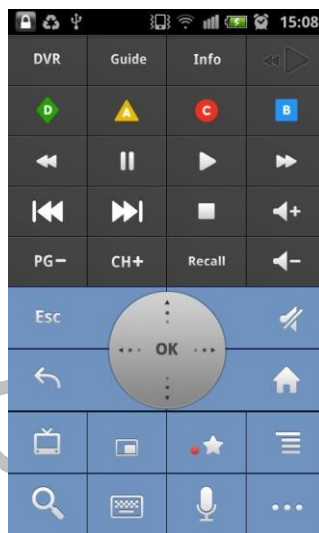 15:08
DVR Guide Info
D A C B
PG− CH+ Recall
Esc
OK